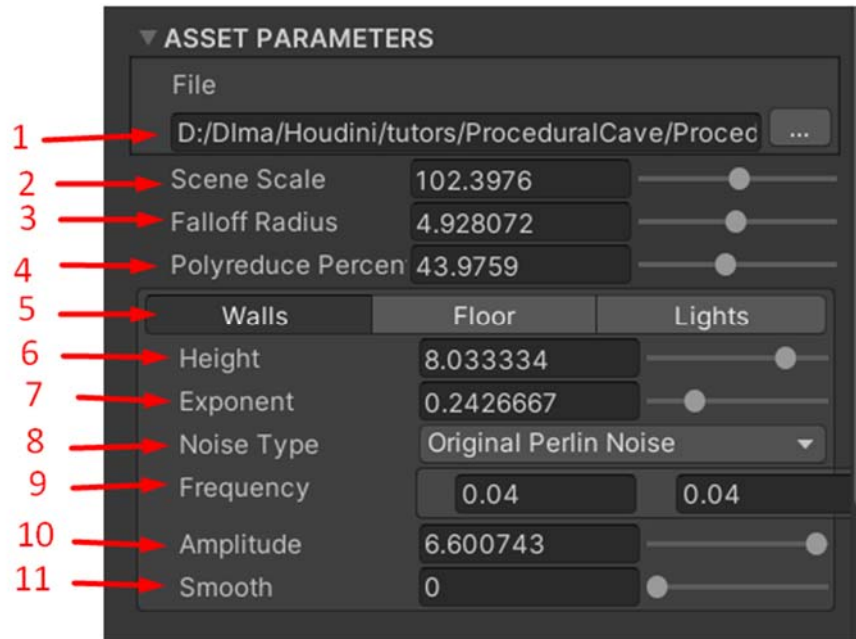 ASSET PARAMETERS
File
1 D:/DIma/Houdini/tutors/ProceduralCave/Proced ...
2 Scene Scale 102.3976
3 Falloff Radius 4.928072
4 Polyreduce Percen 43.9759
5 Walls Floor Lights
6 Height 8.033334
7 Exponent 0.2426667
8 Noise Type Original Perlin Noise
9 Frequency 0.04 0.04
10 Amplitude 6.600743
11 Smooth 0